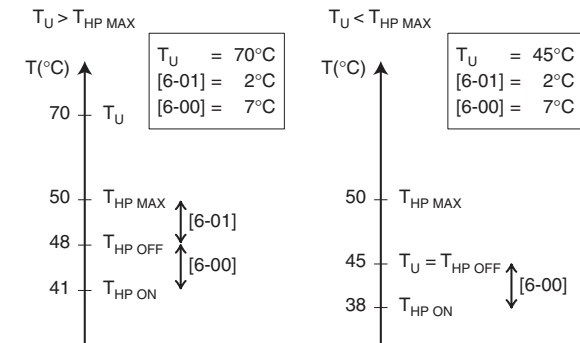 T_U > T_HP MAX
T_U = 70°C
[6-01] = 2°C
[6-00] = 7°C
T(°C)
70 T_U
50 T_HP MAX
[6-01]
48 T_HP OFF
[6-00]
41 T_HP ON
T_U < T_HP MAX
T_U = 45°C
[6-01] = 2°C
[6-00] = 7°C
T(°C)
50 T_HP MAX
45 T_U = T_HP OFF
[6-00]
38 T_HP ON